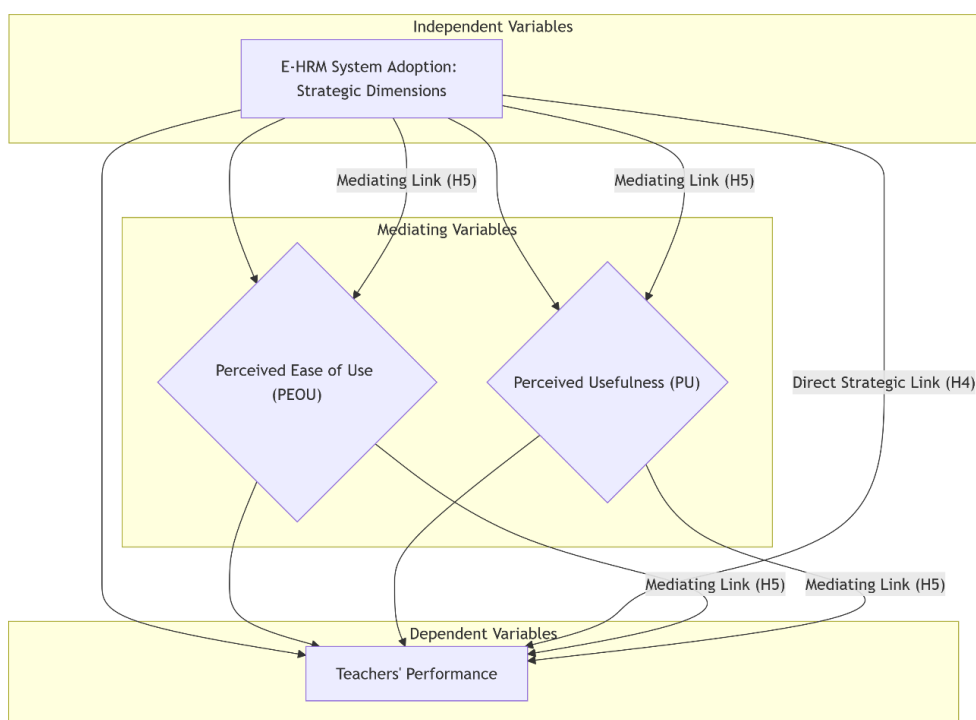 Independent Variables
E-HRM System Adoption:
Strategic Dimensions
Mediating Link (H5)
Mediating Link (H5)
Mediating Variables
Perceived Ease of Use
(PEOU)
Perceived Usefulness (PU)
Direct Strategic Link (H4)
Mediating Link (H5)
Mediating Link (H5)
Dependent Variables
Teachers' Performance